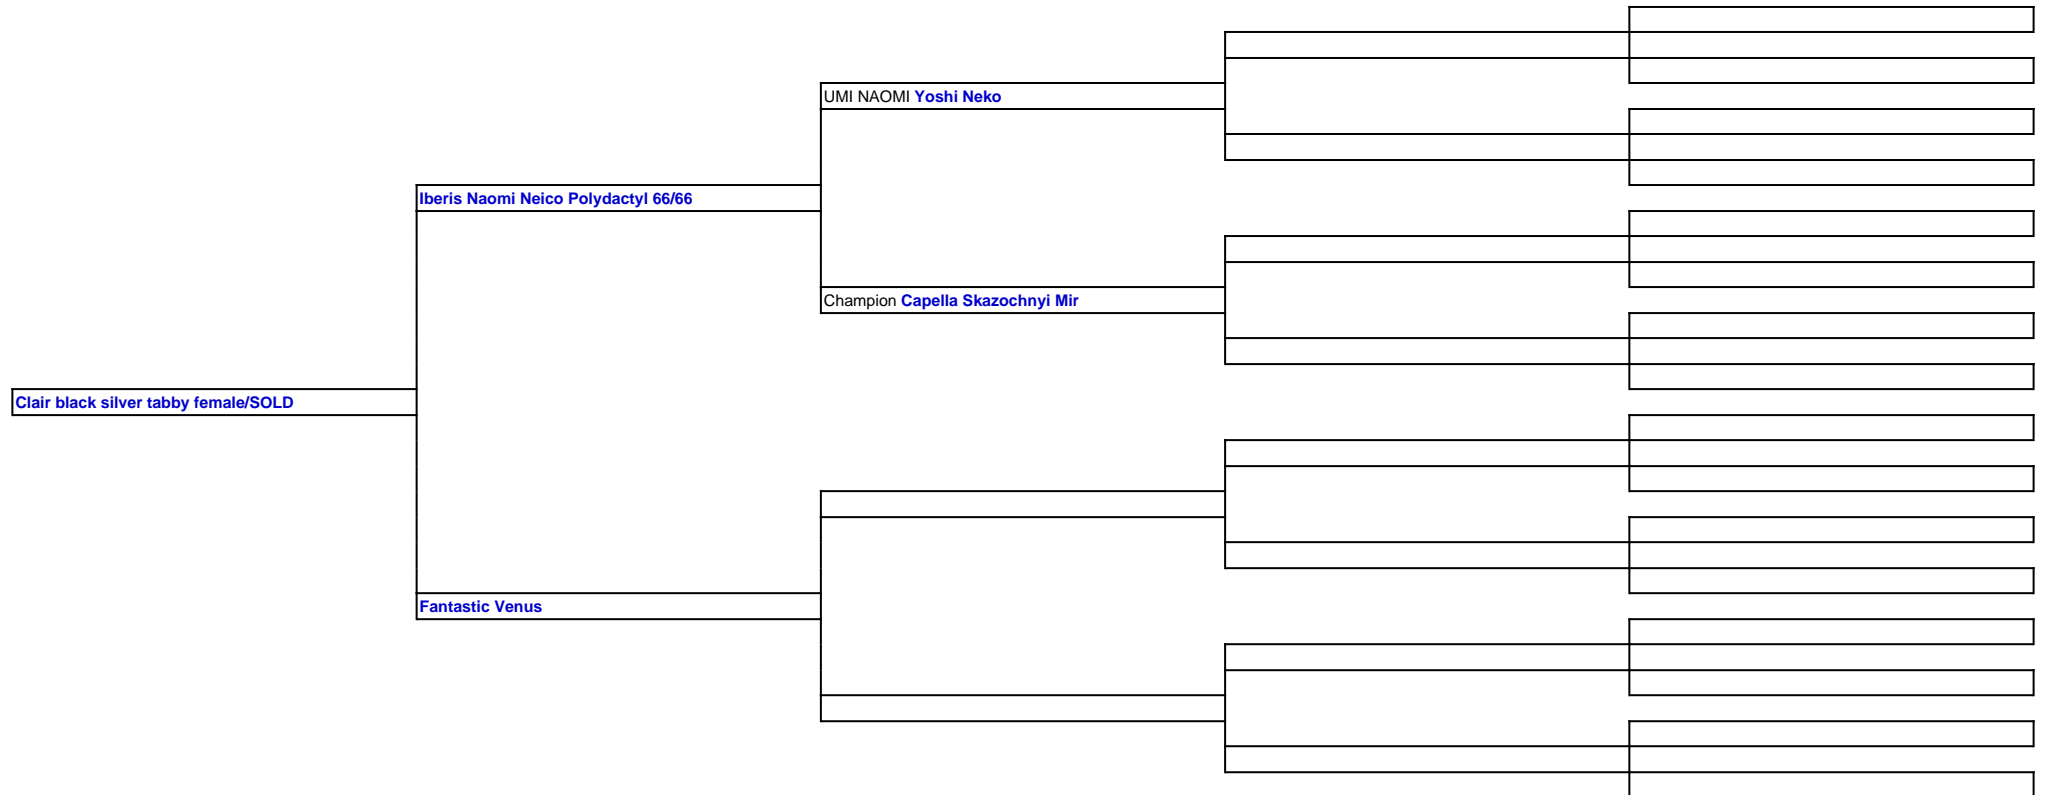 UMI NAOMI Yoshi Neko
Iberis Naomi Neico Polydactyl 66/66
Champion Capella Skazochnyi Mir
Clair black silver tabby female/SOLD
Fantastic Venus